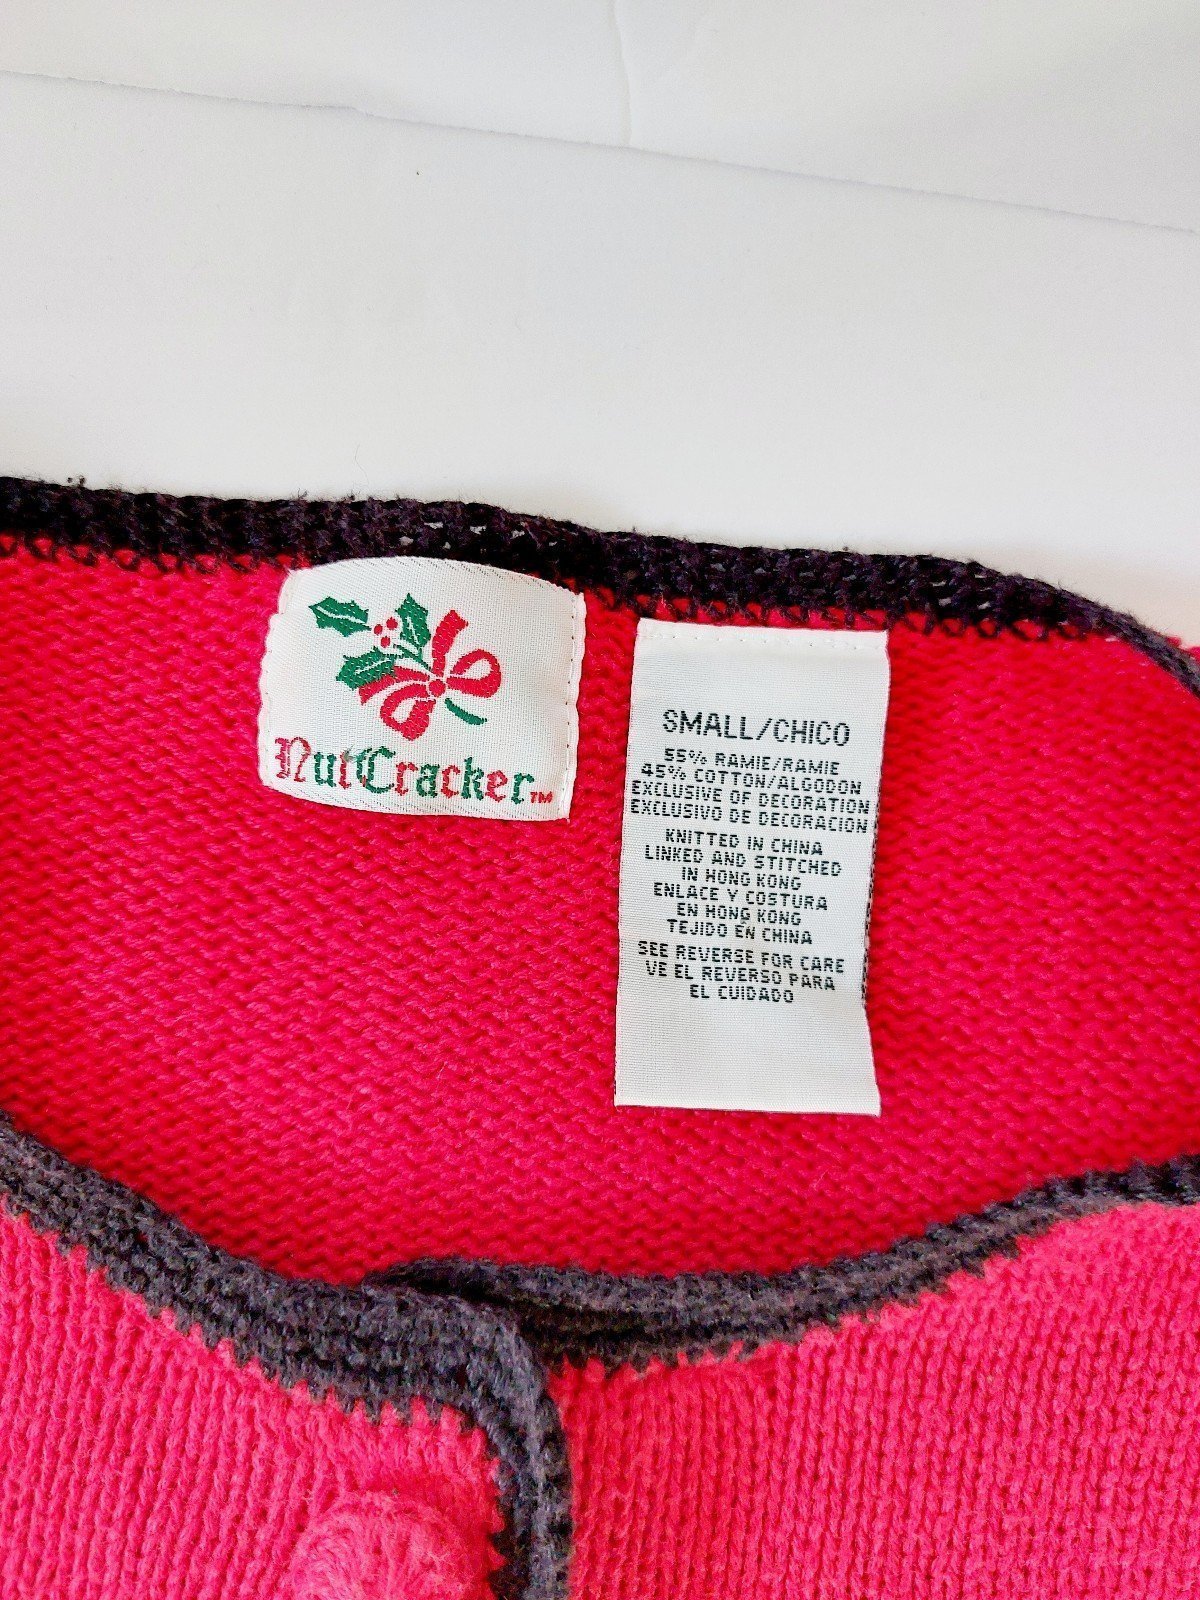 NutCracker™
SMALL/CHICO
55% RAMIE/RAMIE
45% COTTON/ALGODON
EXCLUSIVE OF DECORATION
EXCLUSIVO DE DECORACION
KNITTED IN CHINA
LINKED AND STITCHED
IN HONG KONG
ENLACE Y COSTURA
EN HONG KONG
TEJIDO EN CHINA
SEE REVERSE FOR CARE
VE EL REVERSO PARA
EL CUIDADO